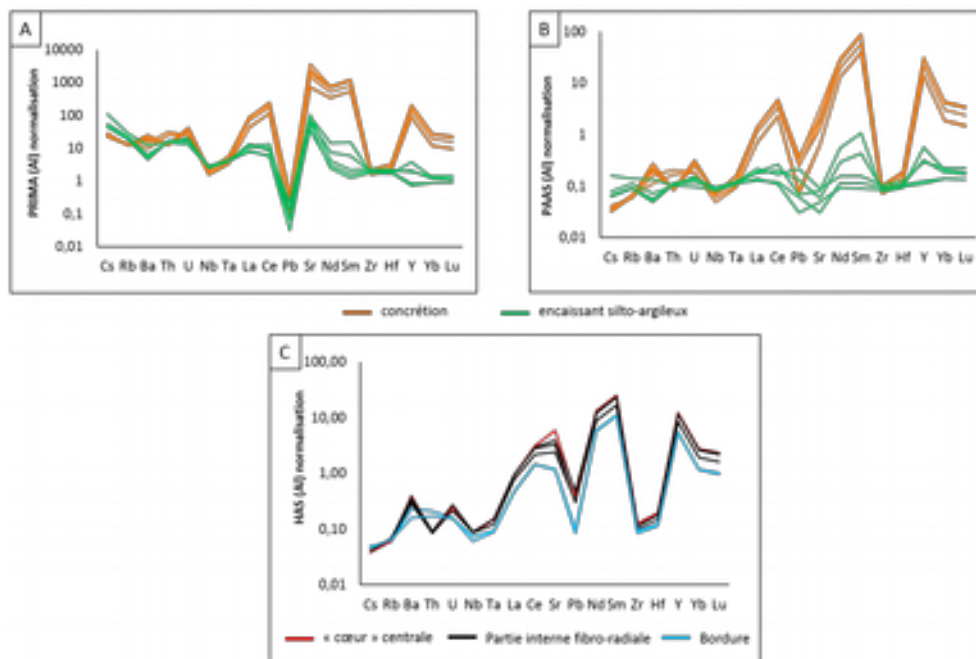 A
PRIMA (Al) normalisation
10000
1000
100
10
1
0,1
0,01
Cs Rb Ba Th U Nb Ta La Ce Pb Sr Nd Sm Zr Hf Y Yb Lu
B
PAAS (Al) normalisation
100
10
1
0,1
0,01
Cs Rb Ba Th U Nb Ta La Ce Pb Sr Nd Sm Zr Hf Y Yb Lu
concrétion encaissant silto-argileux
C
HAS (Al) normalisation
100,00
10,00
1,00
0,10
0,01
Cs Rb Ba Th U Nb Ta La Ce Sr Pb Nd Sm Zr Hf Y Yb Lu
« cœur » centrale Partie interne fibro-radiale Bordure